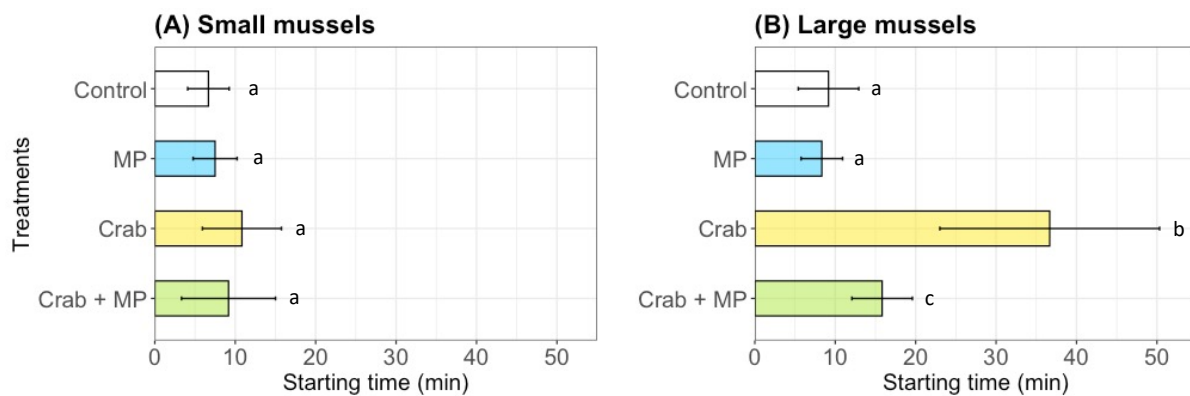 (A) Small mussels
Treatments
Control
a
MP
a
Crab
a
Crab + MP
a
0 10 20 30 40 50
Starting time (min)
(B) Large mussels
Control
a
MP
a
Crab
b
Crab + MP
c
0 10 20 30 40 50
Starting time (min)